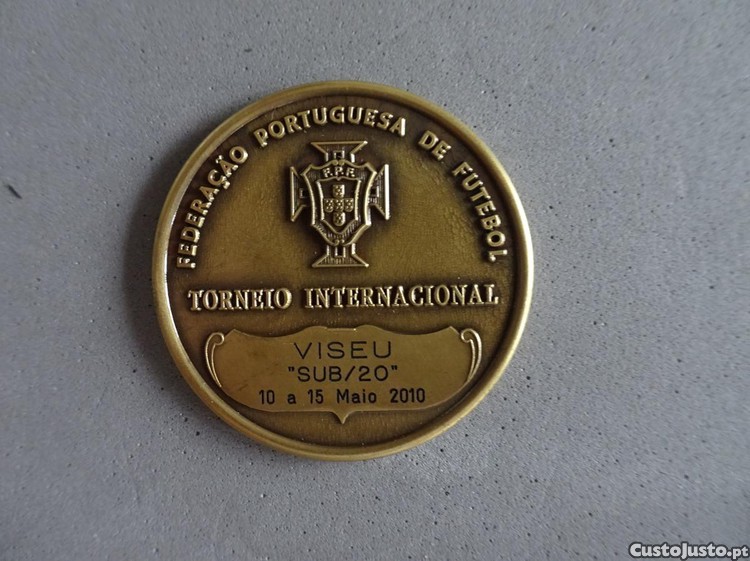 FEDERAÇÃO PORTUGUESA DE FUTEBOL
F.P.F.
TORNEIO INTERNACIONAL
VISEU
"SUB/20"
10 a 15 Maio 2010
CustoJusto.pt